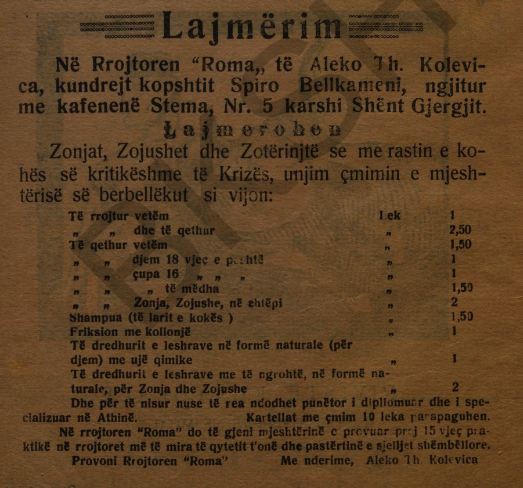 Lajmërim
Në Rrojtoren “Roma„ të Aleko Th. Kolevi-
ca, kundrejt kopshtit Spiro Bellkameni, ngjitur
me kafenenë Stema, Nr. 5 karshi Shënt Gjergjit.
Lajmerohen
Zonjat, Zojushet dhe Zotërinjtë se me rastin e ko-
hës së kritikëshme të Krizës, unjim çmimin e mjesh-
tërisë së berbellëkut si vijon:
Të rrojtur vetëm Lek 1
„ „ dhe të qethur „ 2,50
Të qethur vetëm „ 1,50
„ „ djem 18 vjeç e poshtë „ 1
„ „ çupa 16 „ „ „ „ 1
„ „ „ të mëdha „ 1,50
„ „ Zonja, Zojushe, në shtëpi „ 2
Shampua (të larit e kokës ) „ 1,50
Friksion me kollonjë „ 1
Të dredhurit e leshrave në formë naturale (për
djem) me ujë qimike „ 1
Të dredhurit e leshrave me të ngrohtë, në formë na-
turale, për Zonja dhe Zojushe „ 2
Dhe për të nisur nuse të rea ndodhet punëtor i dipllomuar dhe i spe-
cializuar në Athinë. Kartellat me çmim 10 leka parapaguhen.
Në rrojtoren “Roma” do të gjeni mjeshtërinë e provuar prej 15 vjeç pra-
ktikë në rrojtoret më të mira të qytetit t'onë dhe pastërtinë e sjelljet shëmbëllore.
Provoni Rrojtoren “Roma” Me nderime, Aleko Th Kolevica